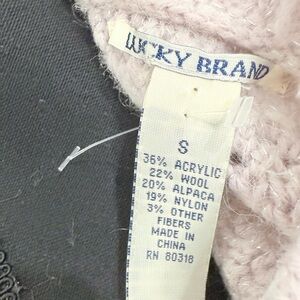 LUCKY BRAND
S
36% ACRYLIC
22% WOOL
20% ALPACA
19% NYLON
3% OTHER
FIBERS
MADE IN
CHINA
RN 80318